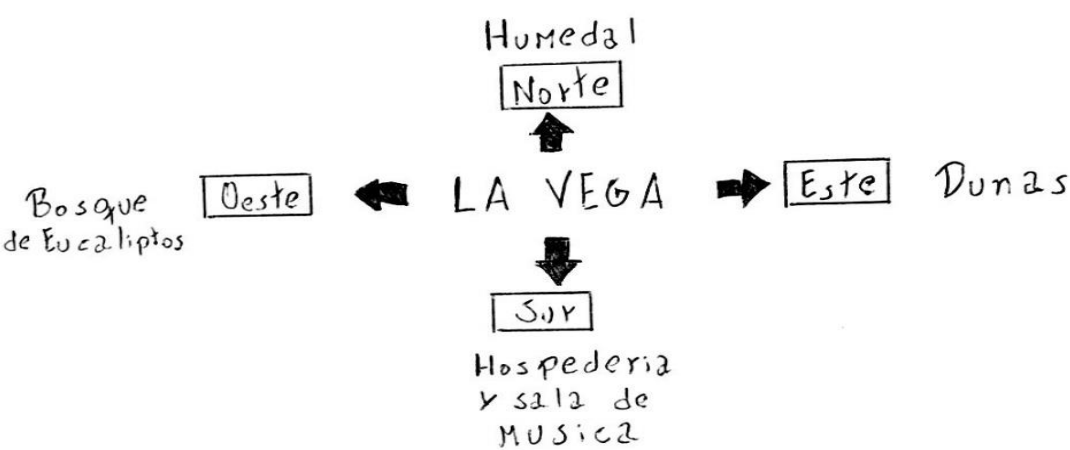 Humedal
Norte
Bosque
de Eucaliptos
Oeste
LA VEGA
Este
Dunas
Sur
Hospederia
y sala de
Musica